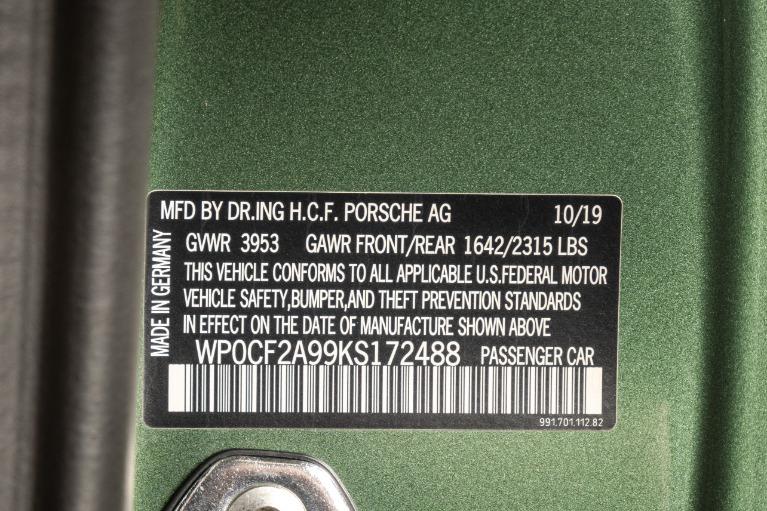 MFD BY DR.ING H.C.F. PORSCHE AG 10/19
GVWR 3953 GAWR FRONT/REAR 1642/2315 LBS
THIS VEHICLE CONFORMS TO ALL APPLICABLE U.S.FEDERAL MOTOR
VEHICLE SAFETY,BUMPER,AND THEFT PREVENTION STANDARDS
IN EFFECT ON THE DATE OF MANUFACTURE SHOWN ABOVE
WP0CF2A99KS172488 PASSENGER CAR
991.701.112.82
MADE IN GERMANY